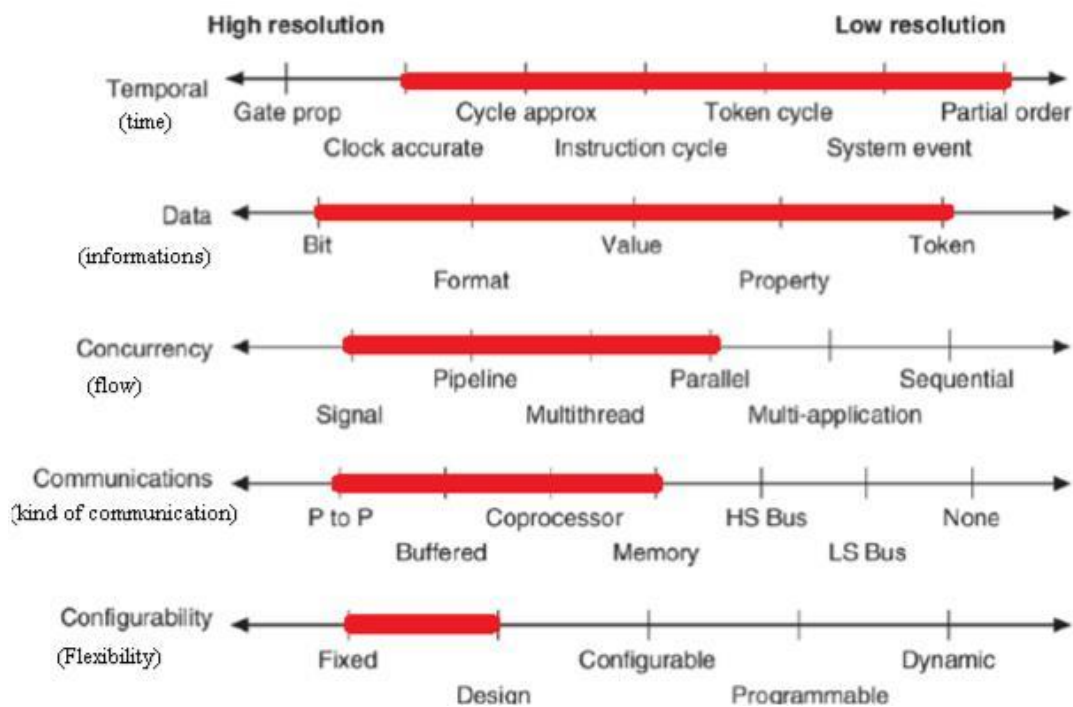 High resolution Low resolution
Temporal
(time)
Gate prop Cycle approx Token cycle Partial order
Clock accurate Instruction cycle System event
Data
(informations)
Bit Value Token
Format Property
Concurrency
(flow)
Pipeline Parallel Sequential
Signal Multithread Multi-application
Communications
(kind of communication)
P to P Coprocessor HS Bus None
Buffered Memory LS Bus
Configurability
(Flexibility)
Fixed Configurable Dynamic
Design Programmable